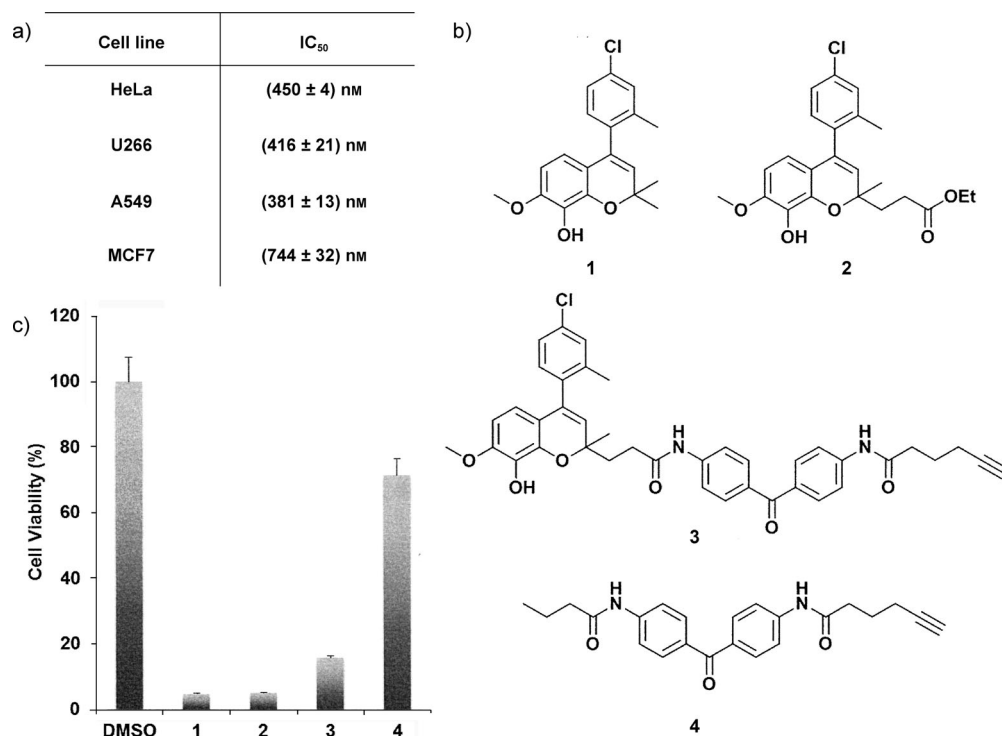 a)
Cell line IC50
HeLa (450 ± 4) nM
U266 (416 ± 21) nM
A549 (381 ± 13) nM
MCF7 (744 ± 32) nM
b)
Cl
O
O
OH
1
Cl
O
O
OH
OEt
O
2
c)
Cell Viability (%)
120
100
80
60
40
20
0
DMSO 1 2 3 4
Cl
O
O
OH
O
H
N
O
H
N
O
3
H
N
O
O
H
N
O
4